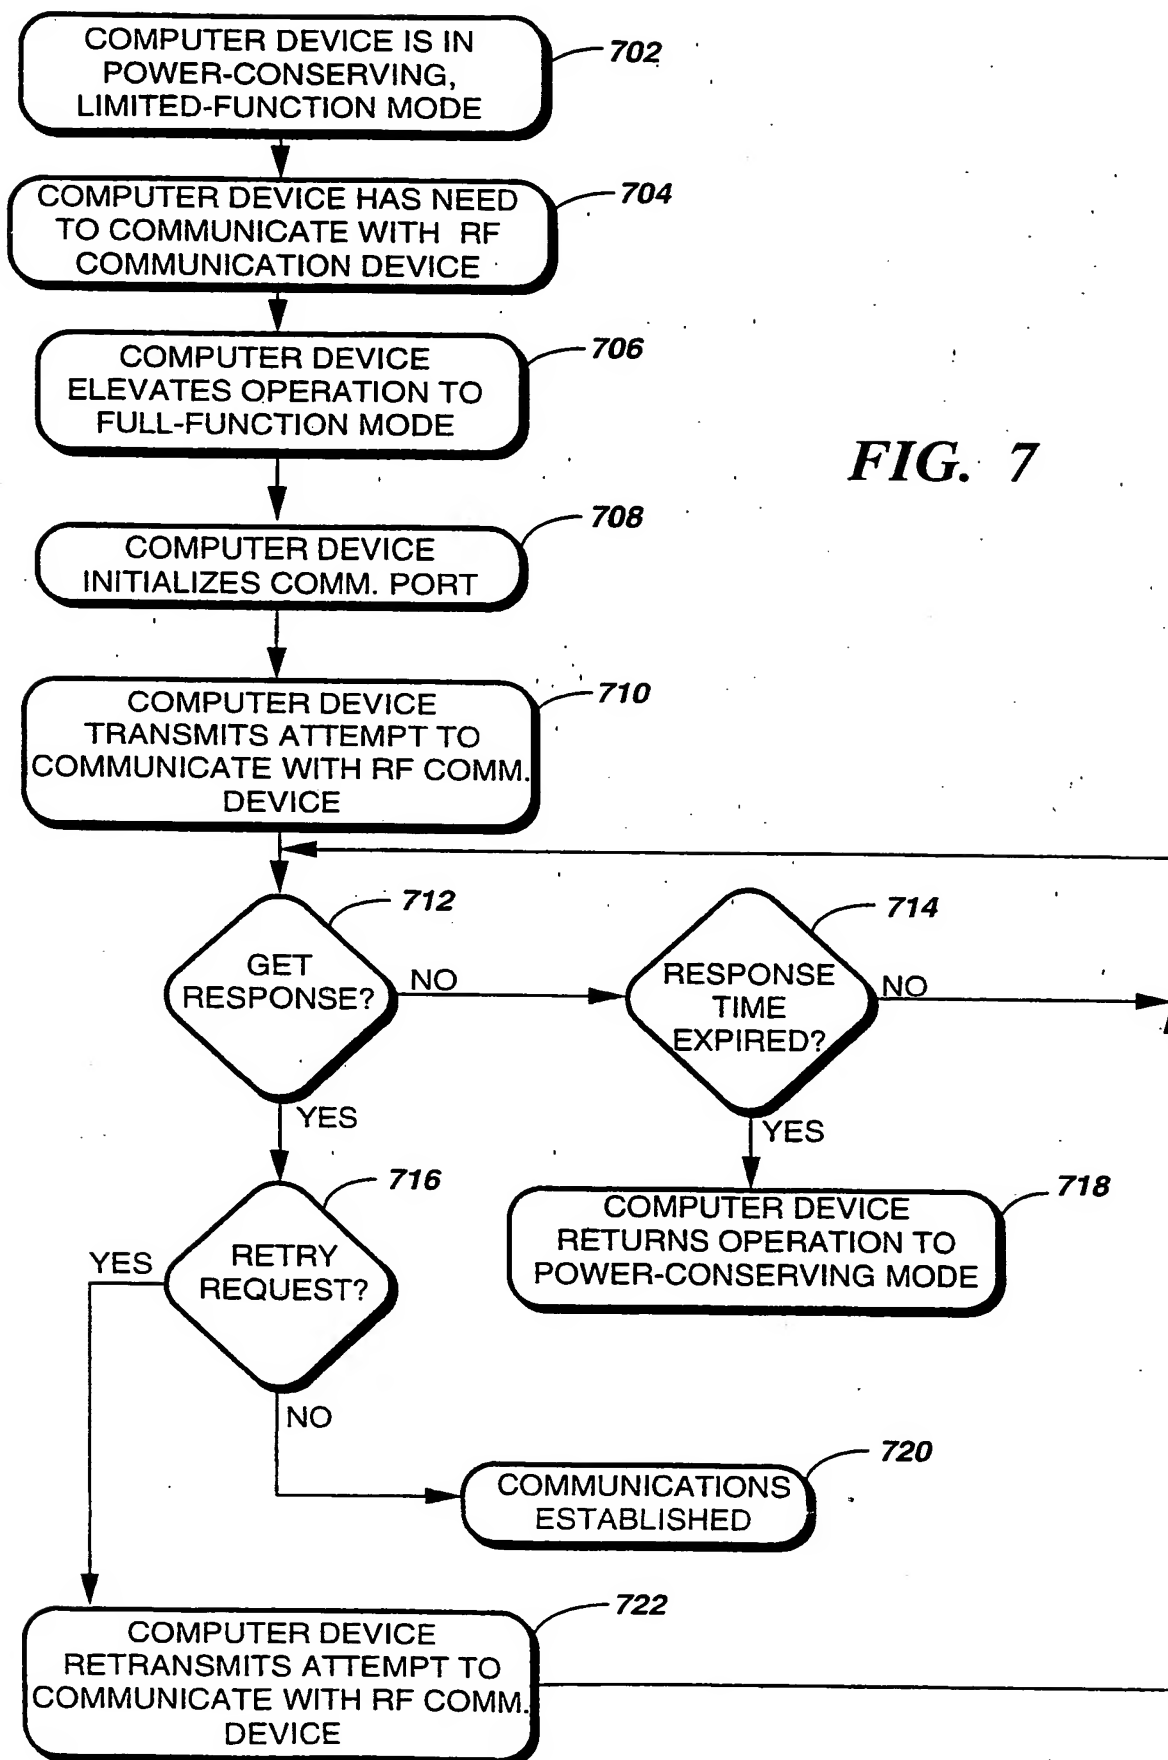 COMPUTER DEVICE IS IN
POWER-CONSERVING,
LIMITED-FUNCTION MODE
702
COMPUTER DEVICE HAS NEED
TO COMMUNICATE WITH RF
COMMUNICATION DEVICE
704
COMPUTER DEVICE
ELEVATES OPERATION TO
FULL-FUNCTION MODE
706
FIG. 7
COMPUTER DEVICE
INITIALIZES COMM. PORT
708
COMPUTER DEVICE
TRANSMITS ATTEMPT TO
COMMUNICATE WITH RF COMM.
DEVICE
710
GET
RESPONSE?
712
NO
RESPONSE
TIME
EXPIRED?
714
NO
YES
YES
RETRY
REQUEST?
716
YES
COMPUTER DEVICE
RETURNS OPERATION TO
POWER-CONSERVING MODE
718
NO
COMMUNICATIONS
ESTABLISHED
720
COMPUTER DEVICE
RETRANSMITS ATTEMPT TO
COMMUNICATE WITH RF COMM.
DEVICE
722